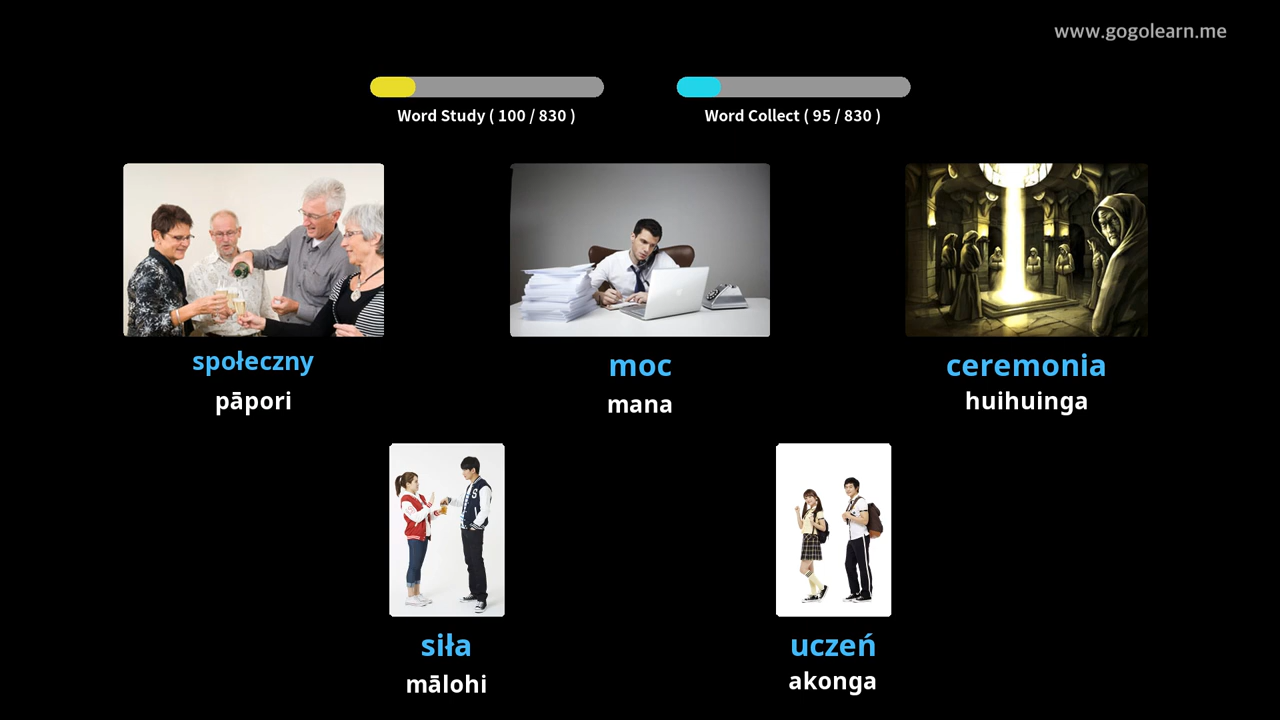 www.gogolearn.me
Word Study ( 100 / 830 )
Word Collect ( 95 / 830 )
społeczny
pāpori
moc
mana
ceremonia
huihuinga
siła
mālohi
uczeń
akonga